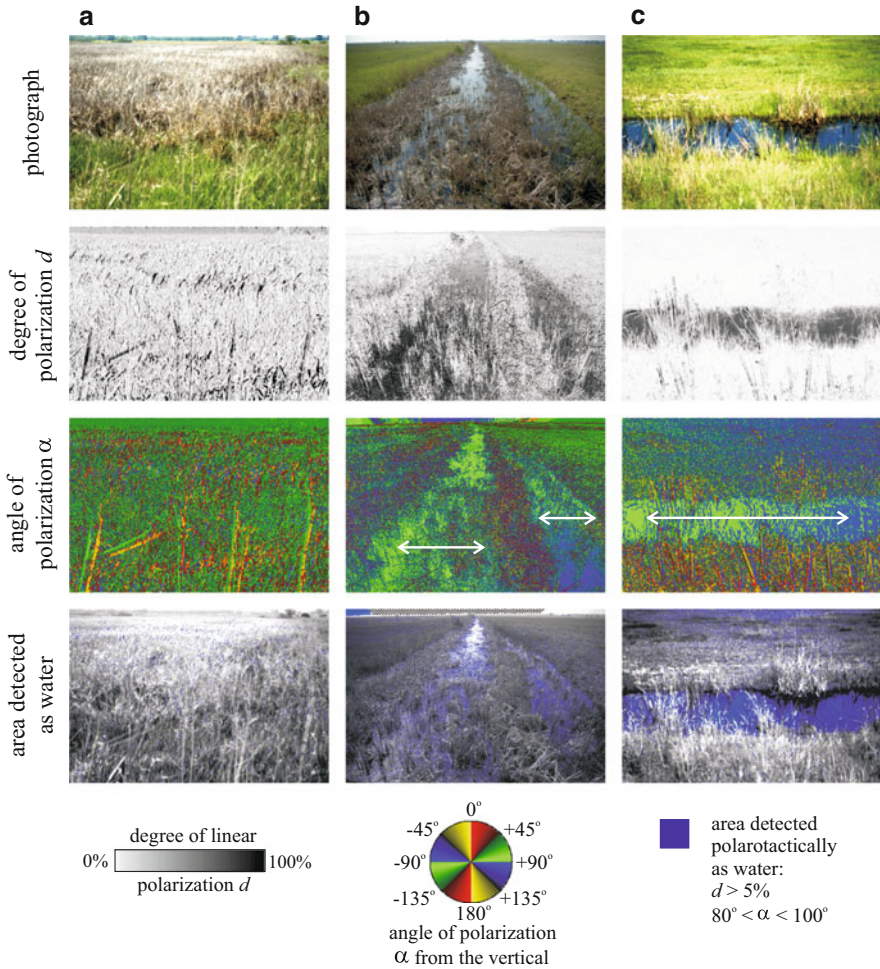 a
b
c
photograph
degree of
polarization d
angle of
polarization α
area detected
as water
degree of linear
0%
100%
polarization d
0°
-45°
+45°
-90°
+90°
-135°
+135°
180°
angle of polarization
α from the vertical
area detected
polarotactically
as water:
d > 5%
80° < α < 100°